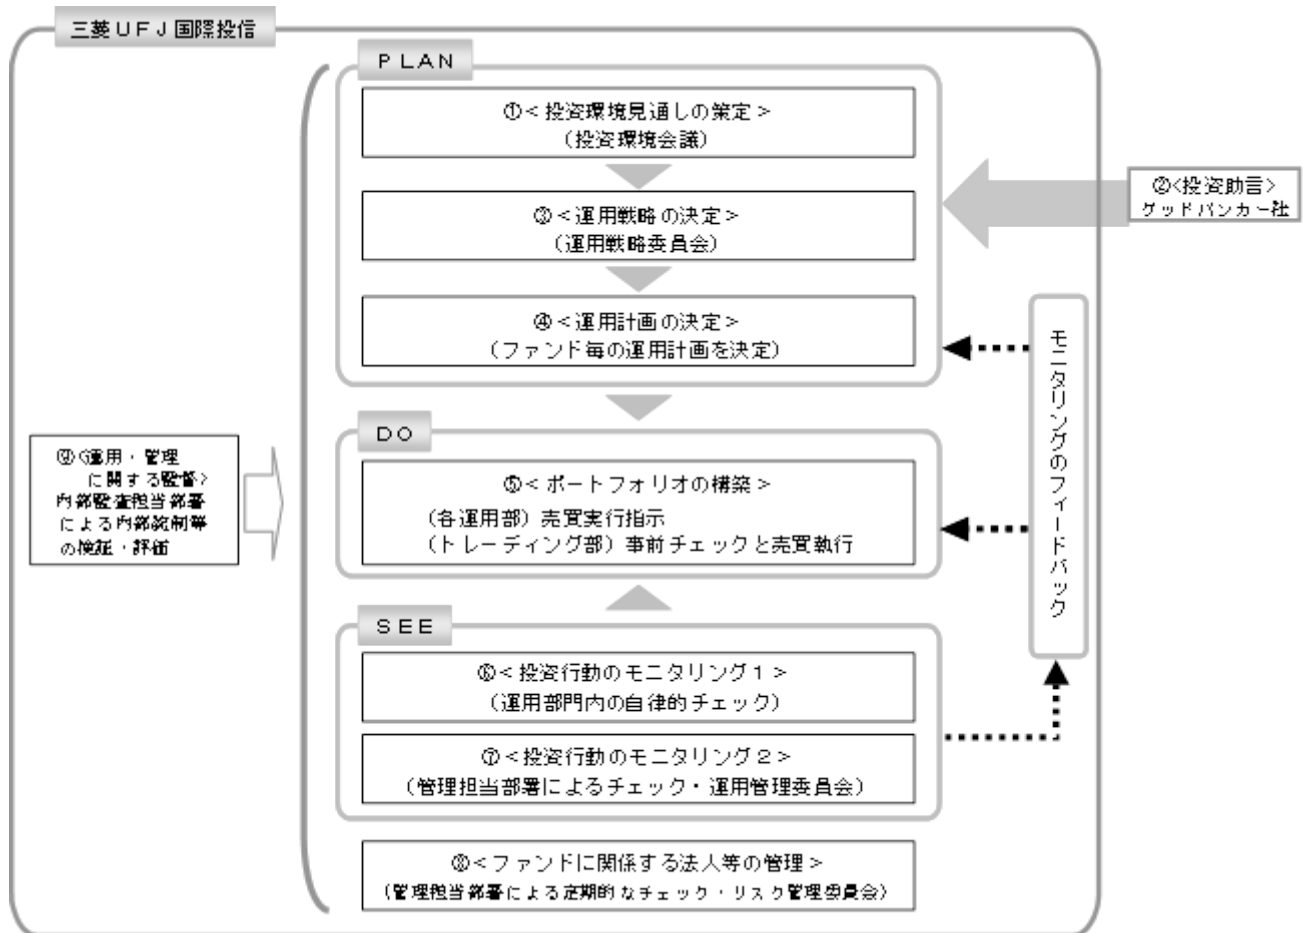 三菱ＵＦＪ国際投信
ＰＬＡＮ
①＜投資環境見通しの策定＞
（投資環境会議）
②<投資助言>
グッドバンカー社
③＜運用戦略の決定＞
（運用戦略委員会）
④＜運用計画の決定＞
（ファンド毎の運用計画を決定）
モニタリングのフィードバック
ＤＯ
⑤＜ポートフォリオの構築＞
（各運用部）売買実行指示
（トレーディング部）事前チェックと売買執行
⑨<運用・管理
に関する監督>
内部監査担当部署
による内部統制等
の検証・評価
ＳＥＥ
⑥＜投資行動のモニタリング１＞
（運用部門内の自律的チェック）
⑦＜投資行動のモニタリング２＞
（管理担当部署によるチェック・運用管理委員会）
⑧＜ファンドに関係する法人等の管理＞
（管理担当部署による定期的なチェック・リスク管理委員会）